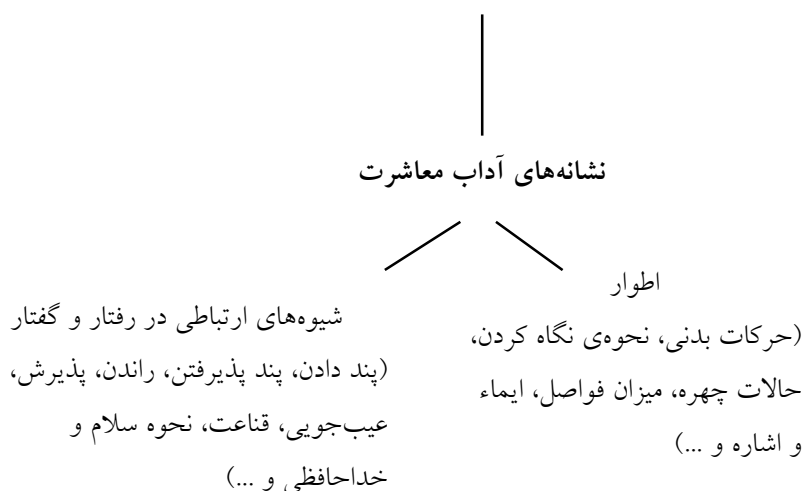 نشانه‌های آداب معاشرت
اطوار
(حرکات بدنی، نحوه‌ی نگاه کردن،
حالات چهره، میزان فواصل، ایماء
و اشاره و ...)
شیوه‌های ارتباطی در رفتار و گفتار
(پند دادن، پند پذیرفتن، راندن، پذیرش،
عیب‌جویی، قناعت، نحوه سلام و
خداحافظی و ...)